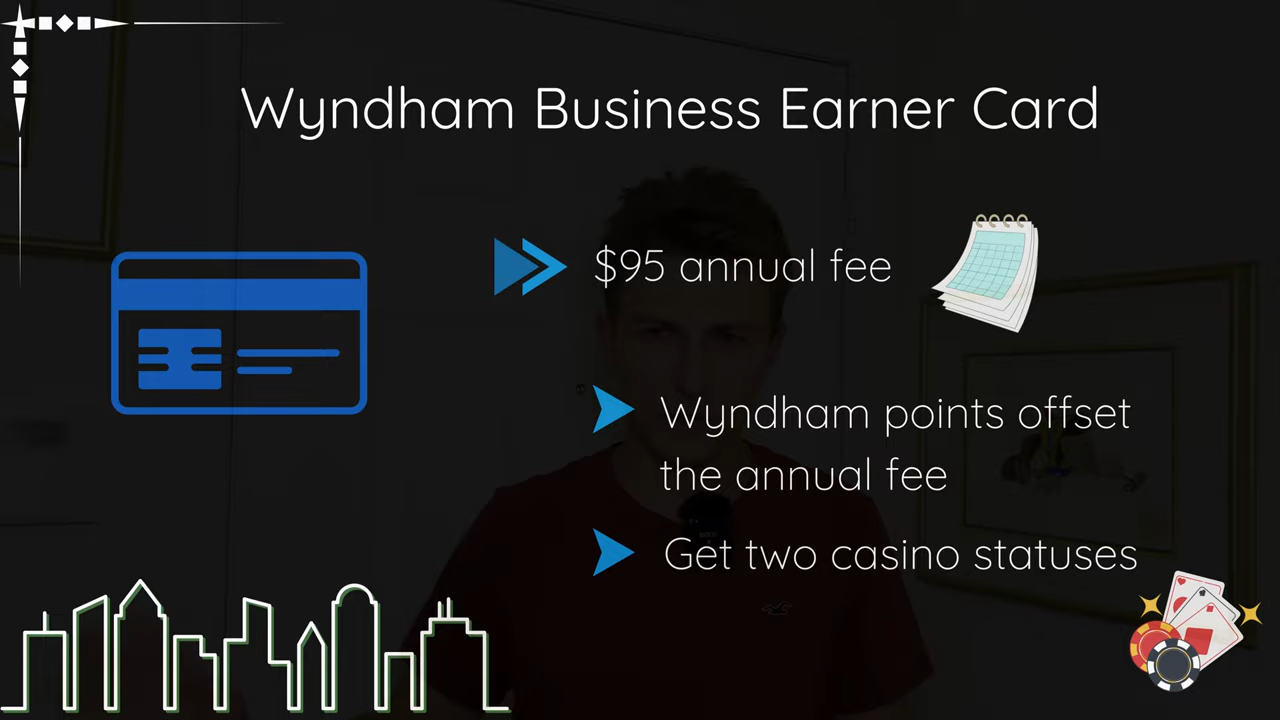 Wyndham Business Earner Card
$95 annual fee
Wyndham points offset
the annual fee
Get two casino statuses